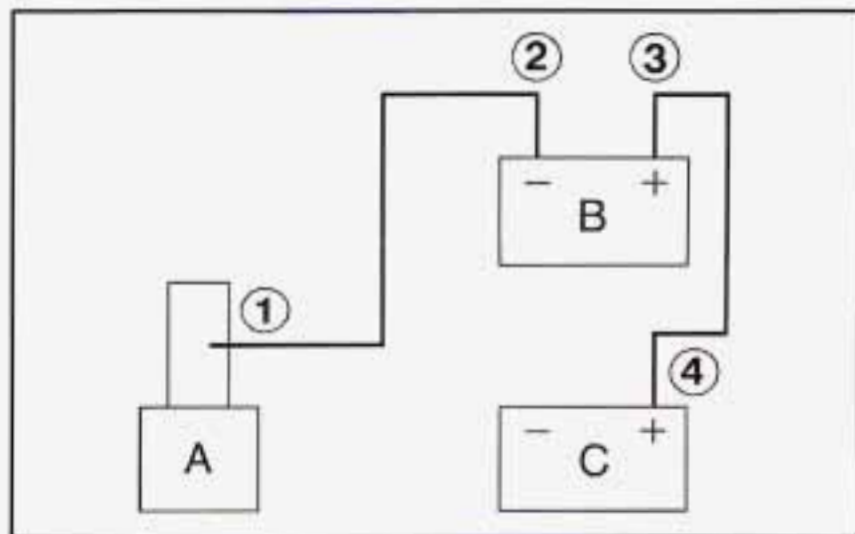 ② ③
− +
B
①
④
− +
A C